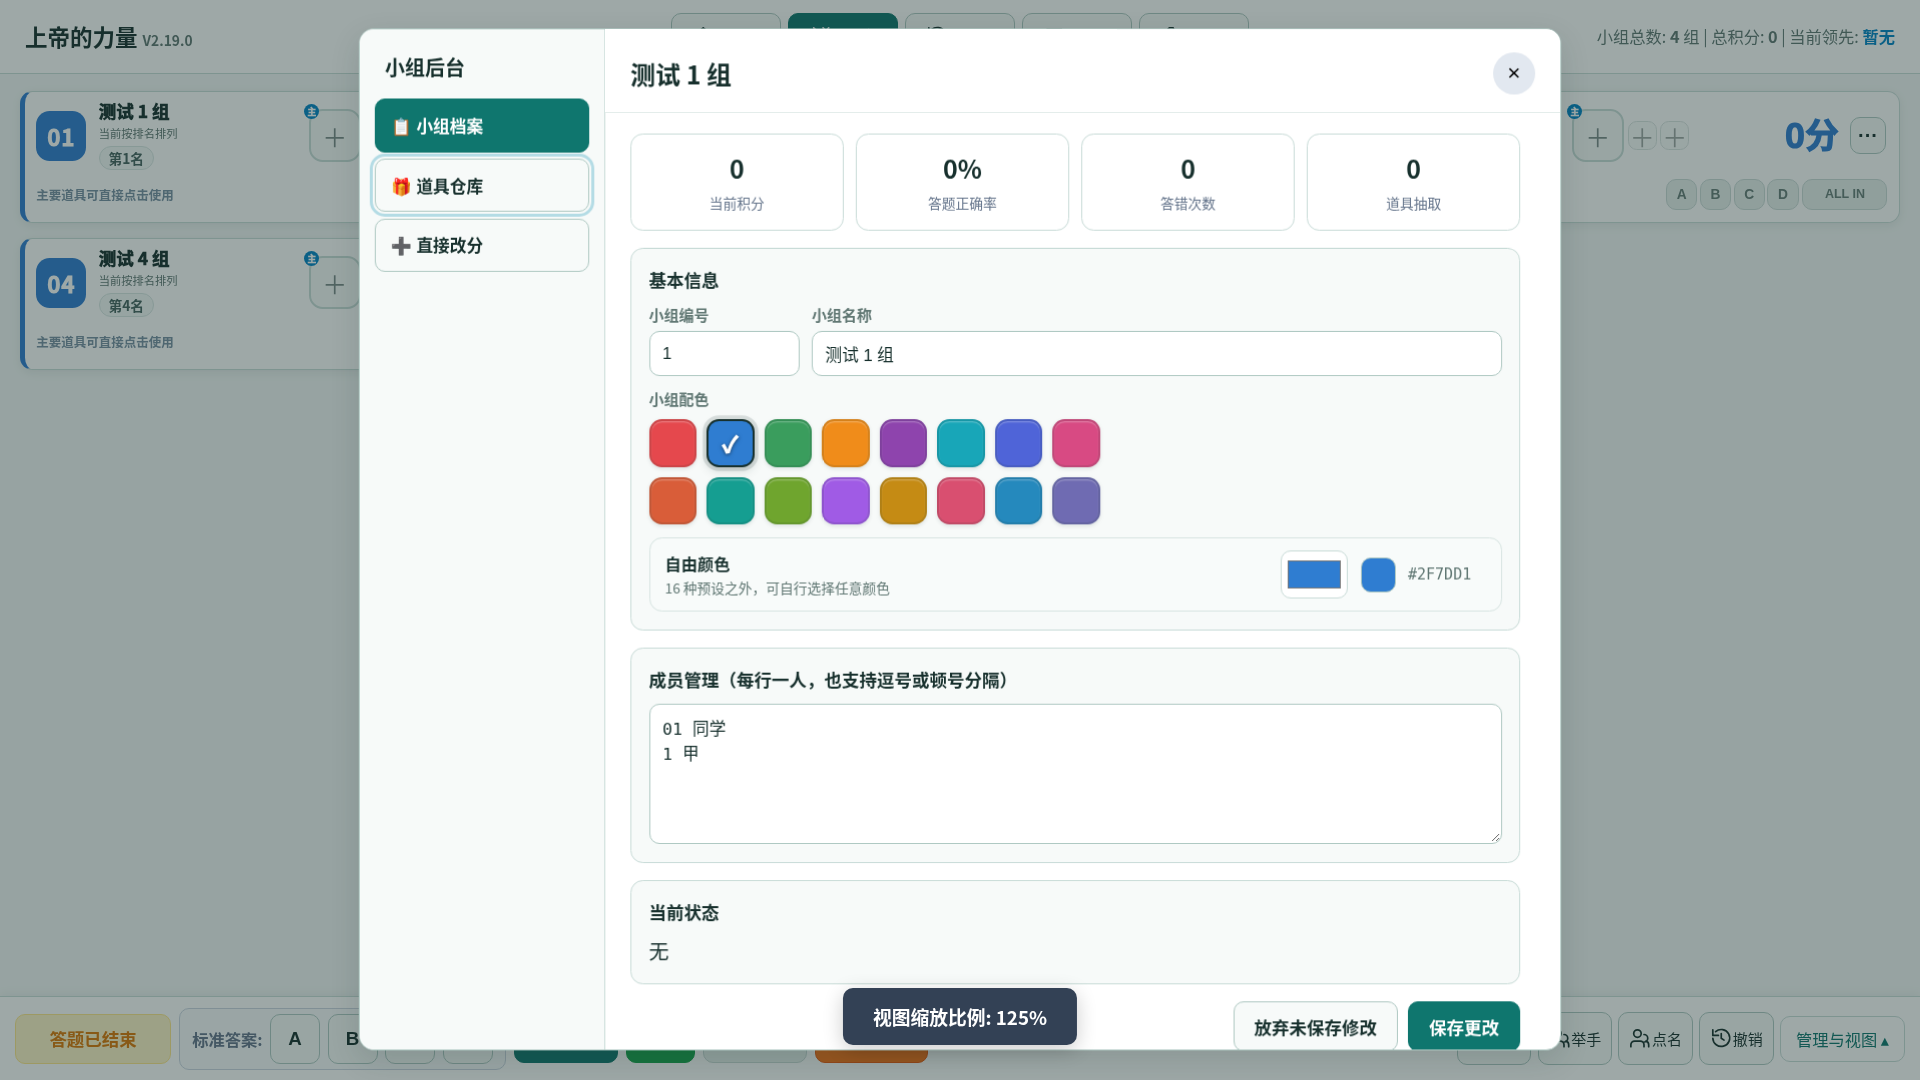 上帝的力量 V2.19.0
小组总数: 4 组 | 总积分: 0 | 当前领先: 暂无
01
测试 1 组
当前按排名排列
第1名
主
主要道具可直接点击使用
04
测试 4 组
当前按排名排列
第4名
主
主要道具可直接点击使用
小组后台
小组档案
道具仓库
直接改分
测试 1 组
0
当前积分
0%
答题正确率
0
答错次数
0
道具抽取
基本信息
小组编号
小组名称
1
测试 1 组
小组配色
自由颜色
16 种预设之外，可自行选择任意颜色
#2F7DD1
成员管理（每行一人，也支持逗号或顿号分隔）
01 同学
1 甲
当前状态
无
放弃未保存修改
保存更改
视图缩放比例: 125%
主
0分
A
B
C
D
ALL IN
答题已结束
标准答案:
A
B
举手
点名
撤销
管理与视图▲